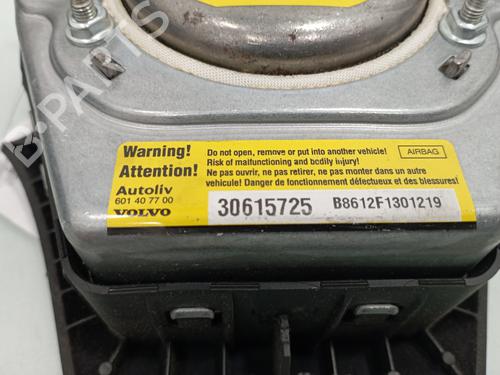 Warning!
Do not open, remove or put into another vehicle!
AIRBAG
Risk of malfunctioning and bodily injury!
Attention!
Ne pas ouvrir, ne pas retirer, ne pas monter dans un autre
véhicule! Danger de fonctionnement défectueux et des blessures!
Autoliv
601 40 77 00
VOLVO
30615725
B8612F1301219
B-PARTS